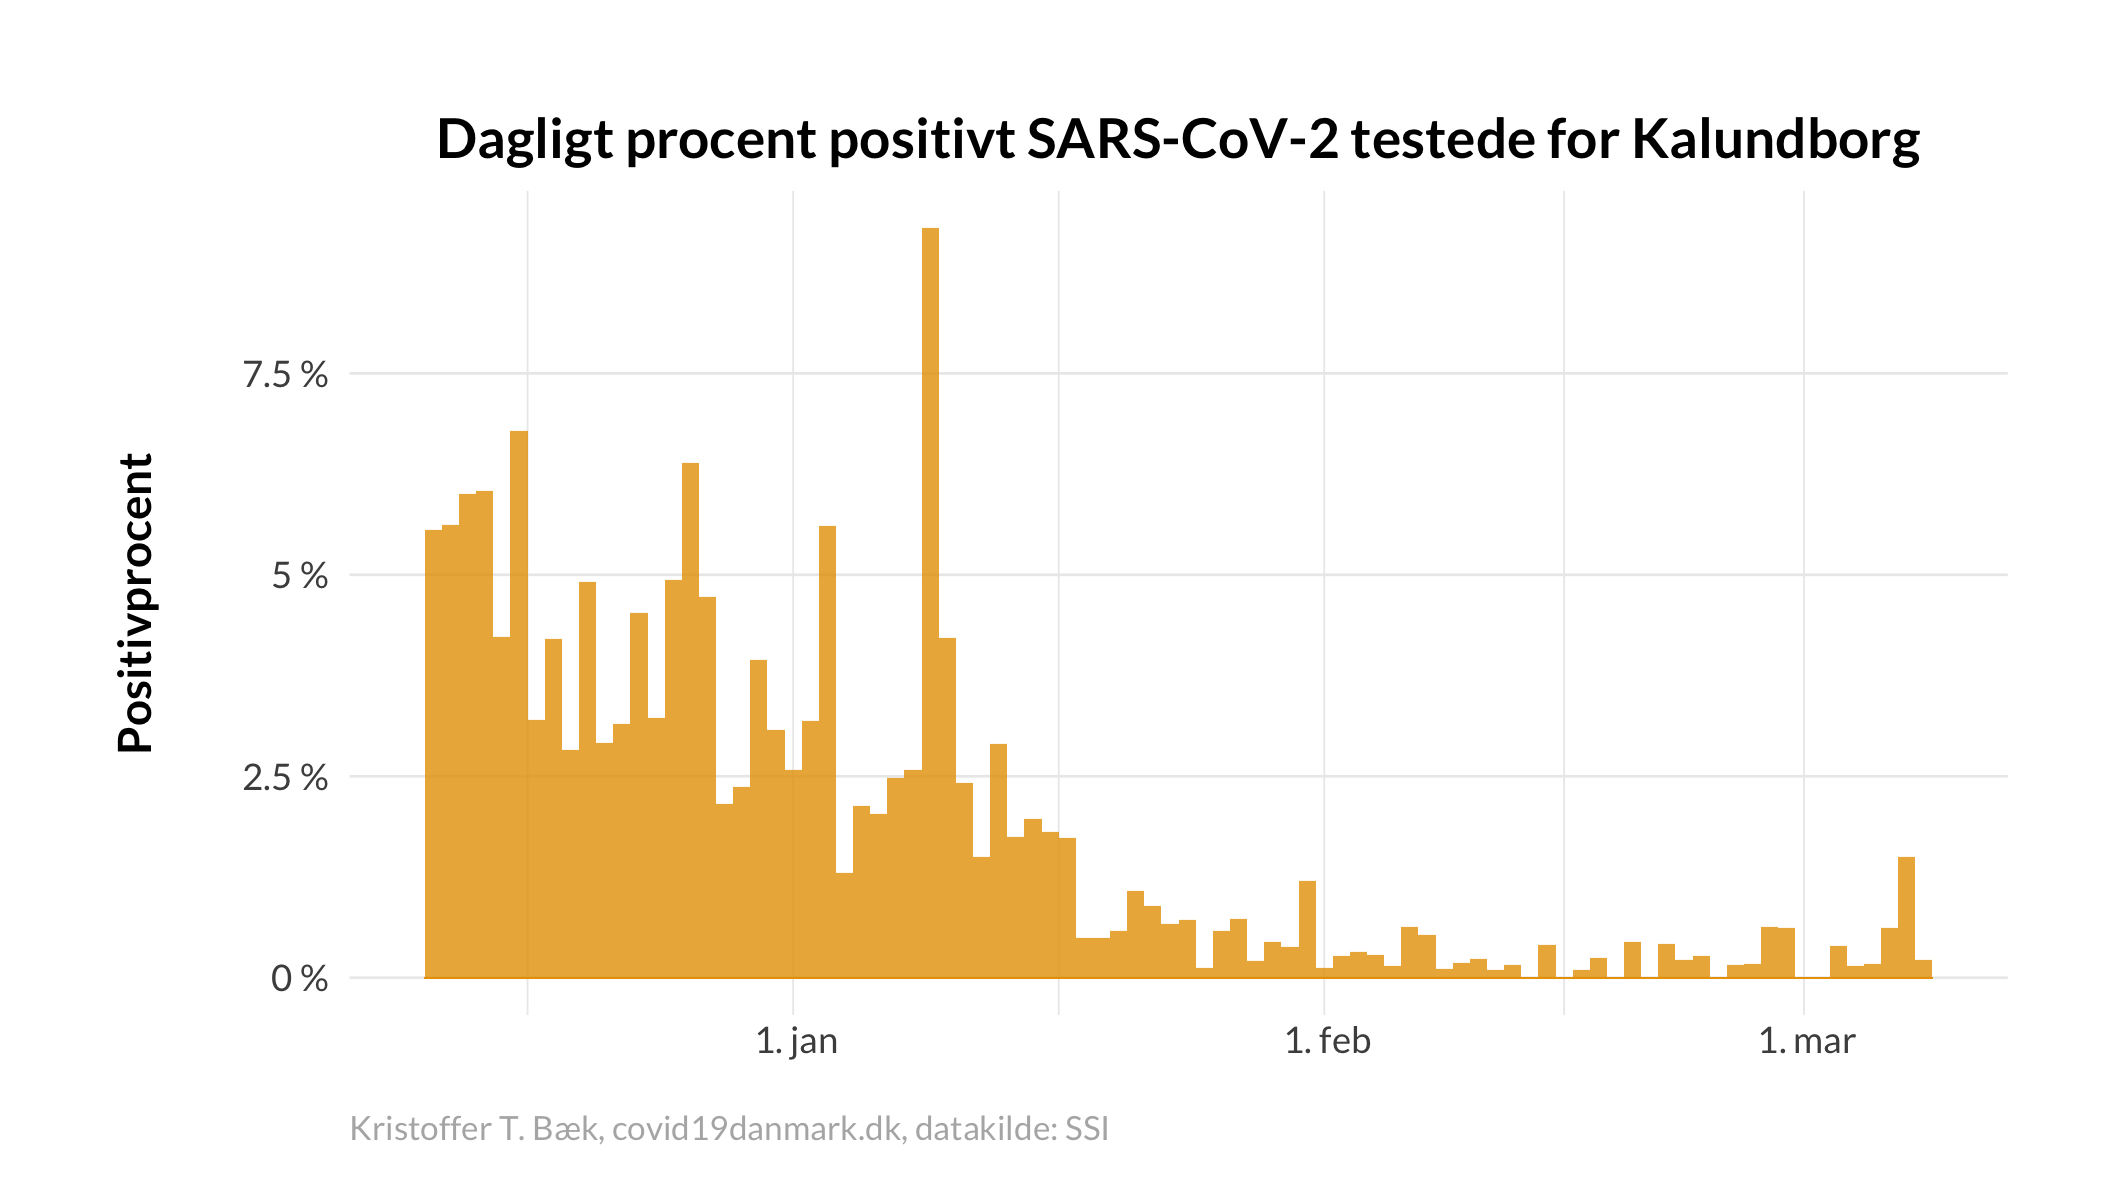 Dagligt procent positivt SARS-CoV-2 testede for Kalundborg
Positivprocent
7.5 %
5 %
2.5 %
0 %
1. jan
1. feb
1. mar
Kristoffer T. Bæk, covid19danmark.dk, datakilde: SSI